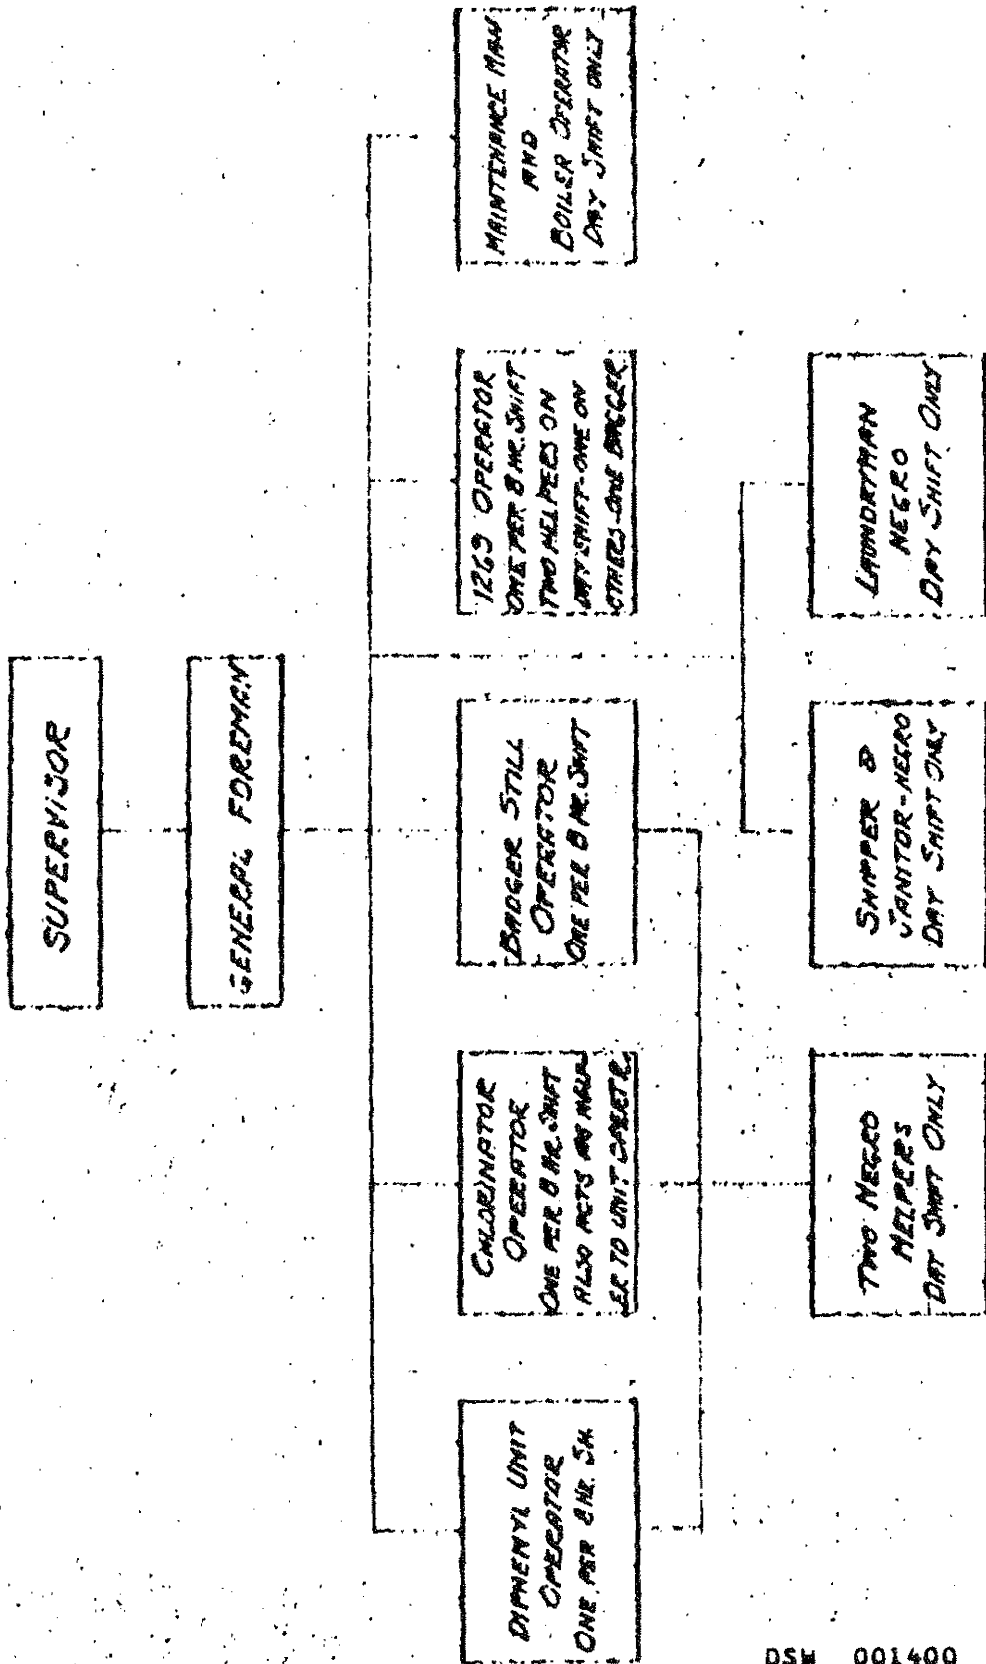 SUPERVISOR
GENERAL FOREMAN
DIPHENYL UNIT
OPERATOR
ONE PER 8 HR. SH.
CHLORINATOR
OPERATOR
ONE PER 8 HR. SHIFT
ALSO ACTS AS HELP
ER TO UNIT OPERTR.
BADGER STILL
OPERATOR
ONE PER 8 HR. SHIFT
1269 OPERATOR
ONE PER 8 HR. SHIFT
TWO HELPERS ON
DAY SHIFT-ONE ON
OTHERS-ONE BAGGER
MAINTENANCE MAN
AND
BOILER OPERATOR
DAY SHIFT ONLY
TWO NEGRO
HELPERS
DAY SHIFT ONLY
SHIPPER &
JANITOR-NEGRO
DAY SHIFT ONLY
LAUNDRYMAN
NEGRO
DAY SHIFT ONLY
DSW 001400